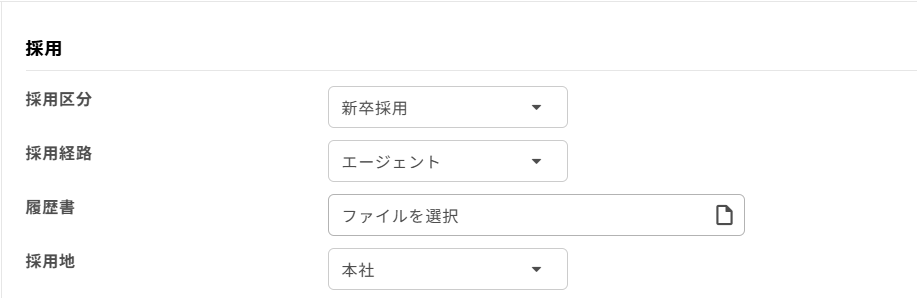 採用
採用区分
新卒採用
採用経路
エージェント
履歴書
ファイルを選択
採用地
本社